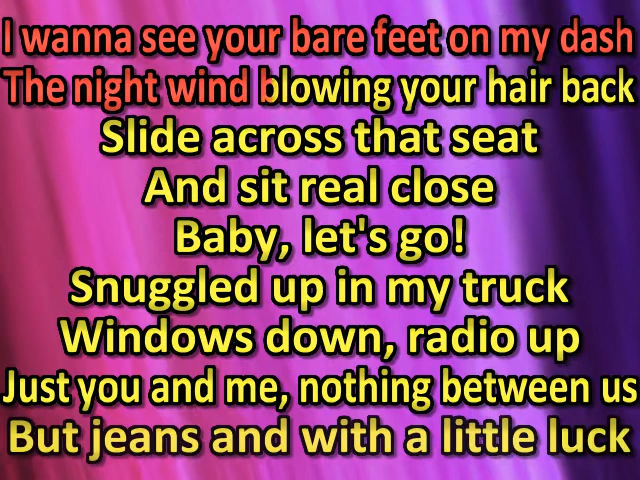 I wanna see your bare feet on my dash
The night wind blowing your hair back
Slide across that seat
And sit real close
Baby, let's go!
Snuggled up in my truck
Windows down, radio up
Just you and me, nothing between us
But jeans and with a little luck